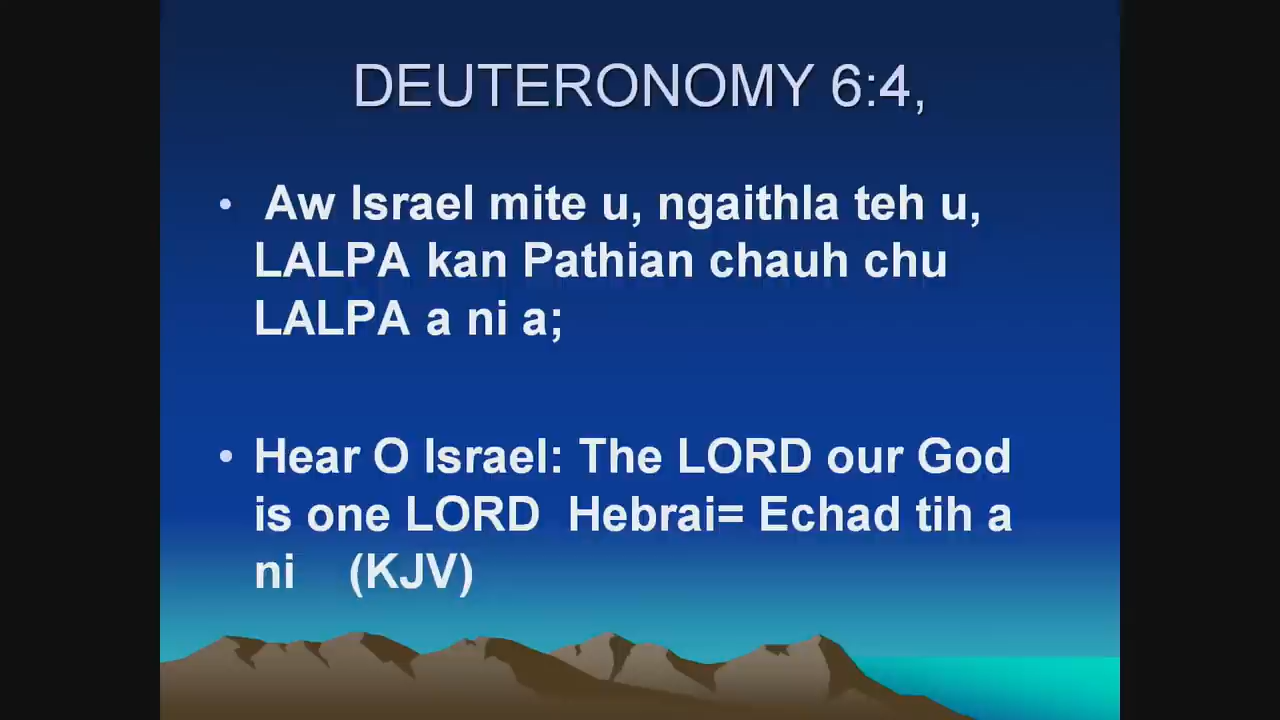 DEUTERONOMY 6:4,
• Aw Israel mite u, ngaithla teh u,
LALPA kan Pathian chauh chu
LALPA a ni a;
• Hear O Israel: The LORD our God
is one LORD Hebrai= Echad tih a
ni (KJV)